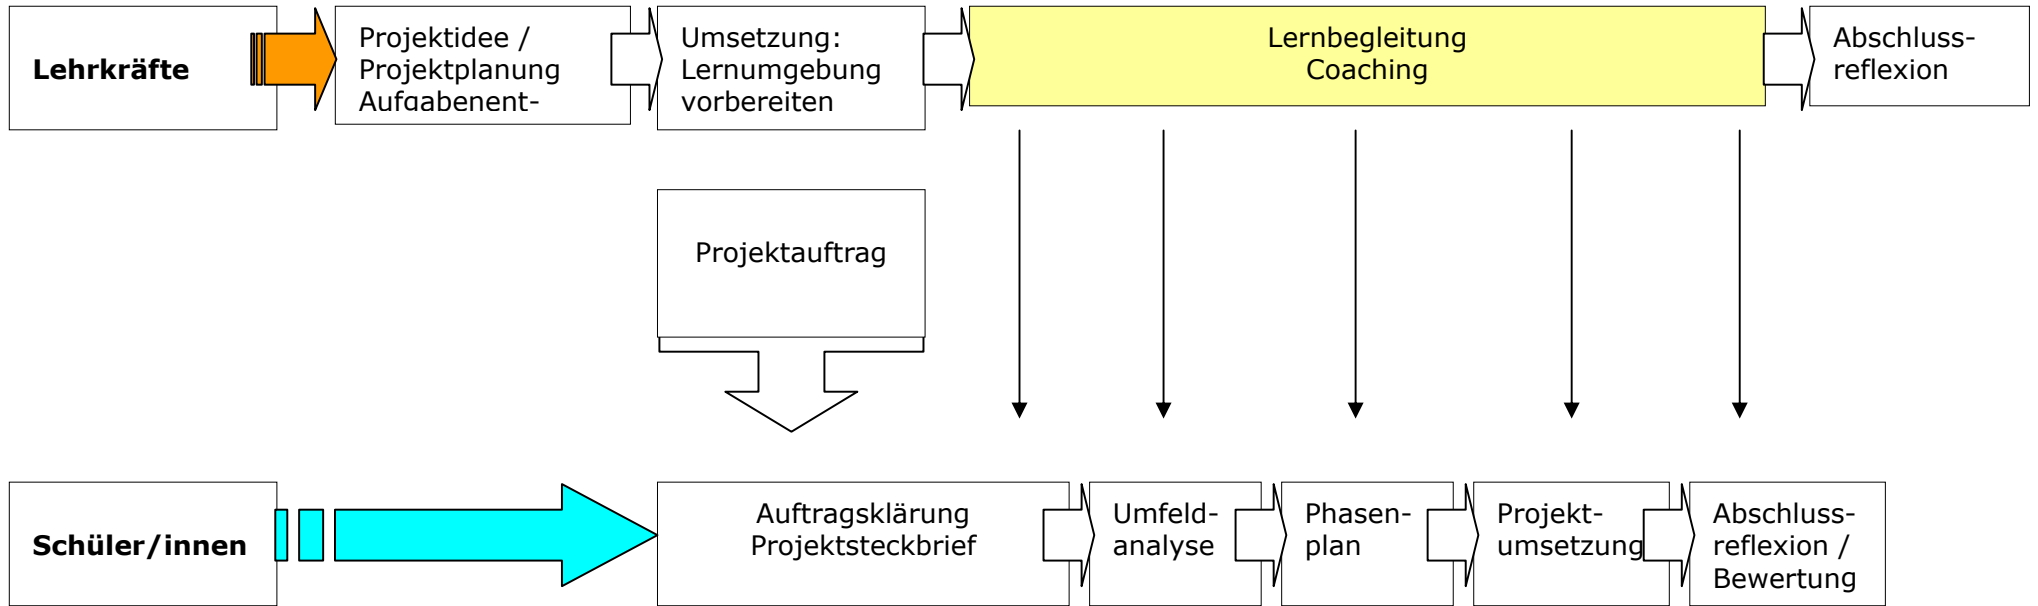 Lehrkräfte
Projektidee /
Projektplanung
Aufgabenent-
Umsetzung:
Lernumgebung
vorbereiten
Lernbegleitung
Coaching
Abschluss-
reflexion
Projektauftrag
Schüler/innen
Auftragsklärung
Projektsteckbrief
Umfeld-
analyse
Phasen-
plan
Projekt-
umsetzung
Abschluss-
reflexion /
Bewertung